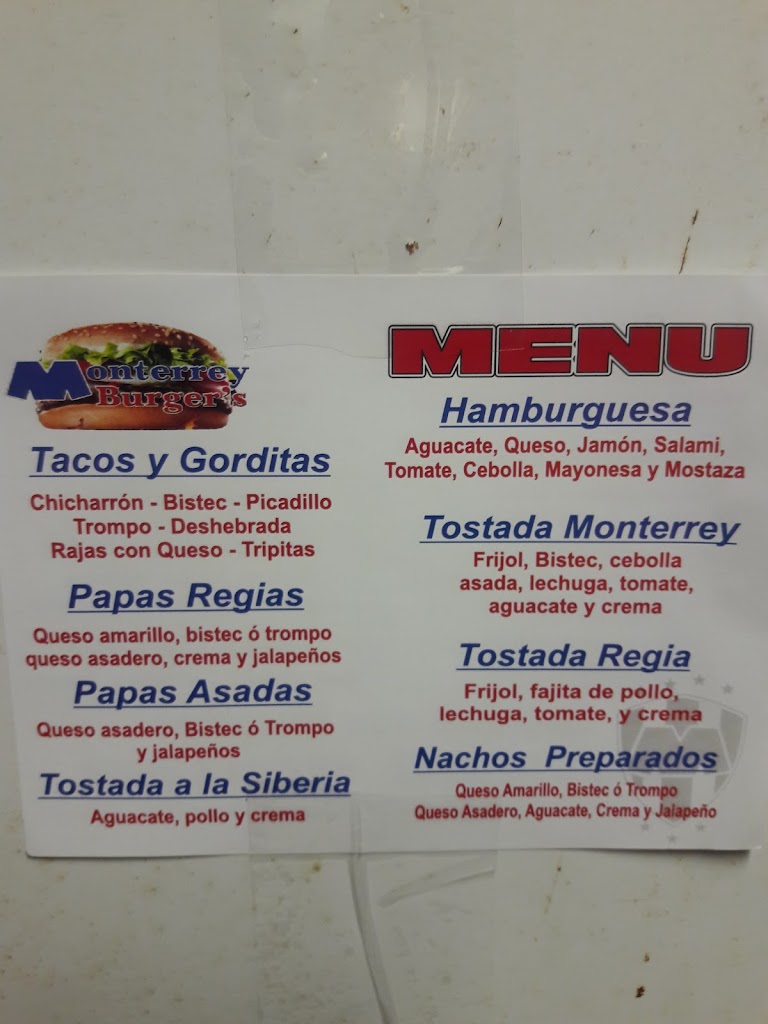 Monterrey
Burger's
Tacos y Gorditas
Chicharrón - Bistec - Picadillo
Trompo - Deshebrada
Rajas con Queso - Tripitas
Papas Regias
Queso amarillo, bistec ó trompo
queso asadero, crema y jalapeños
Papas Asadas
Queso asadero, Bistec ó Trompo
y jalapeños
Tostada a la Siberia
Aguacate, pollo y crema
MENU
Hamburguesa
Aguacate, Queso, Jamón, Salami,
Tomate, Cebolla, Mayonesa y Mostaza
Tostada Monterrey
Frijol, Bistec, cebolla
asada, lechuga, tomate,
aguacate y crema
Tostada Regia
Frijol, fajita de pollo,
lechuga, tomate, y crema
Nachos Preparados
Queso Amarillo, Bistec ó Trompo
Queso Asadero, Aguacate, Crema y Jalapeño